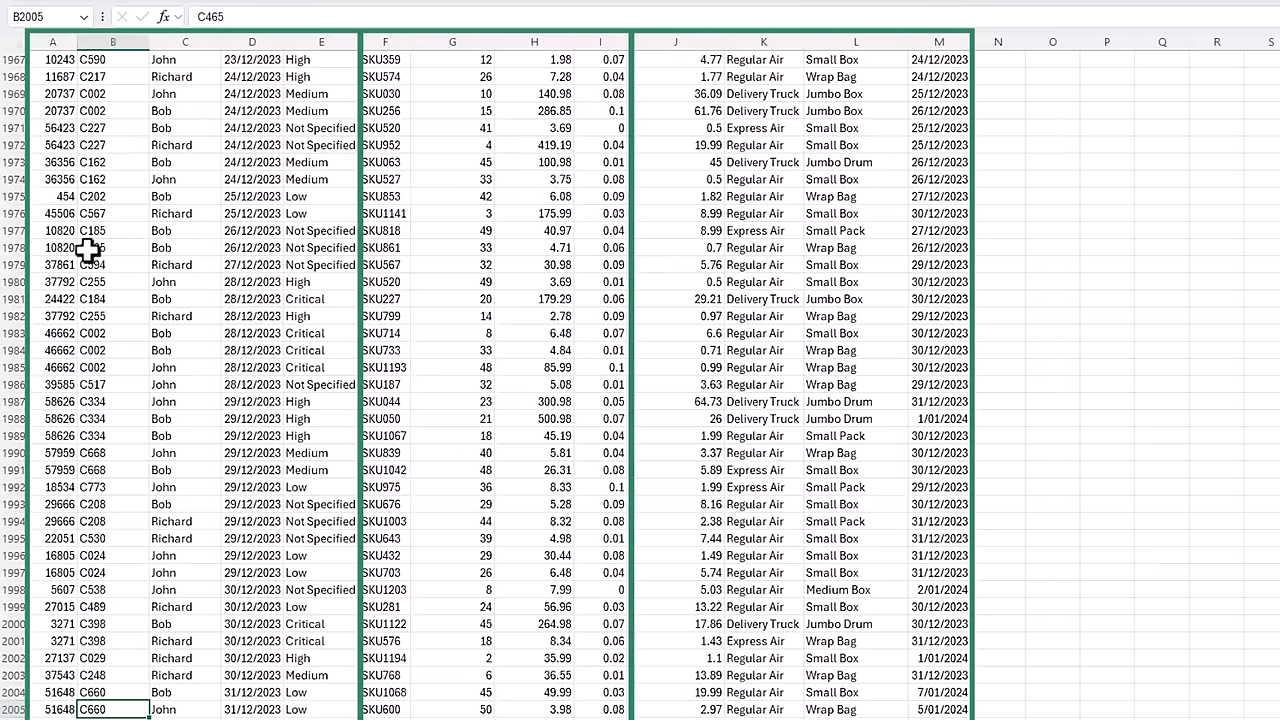 B2005 fx C465
A B C D E F G H I J K L M N O P Q R S
1967 10243 C590 John 23/12/2023 High SKU359 12 1.98 0.07 4.77 Regular Air Small Box 24/12/2023
1968 11687 C217 Richard 24/12/2023 High SKU574 26 7.28 0.04 1.77 Regular Air Wrap Bag 24/12/2023
1969 20737 C002 John 24/12/2023 Medium SKU030 10 140.98 0.08 36.09 Delivery Truck Jumbo Box 25/12/2023
1970 20737 C002 Bob 24/12/2023 Medium SKU256 15 286.85 0.1 61.76 Delivery Truck Jumbo Box 26/12/2023
1971 56423 C227 Bob 24/12/2023 Not Specified SKU520 41 3.69 0 0.5 Express Air Small Box 25/12/2023
1972 56423 C227 Richard 24/12/2023 Not Specified SKU952 4 419.19 0.04 19.99 Regular Air Small Box 25/12/2023
1973 36356 C162 Bob 24/12/2023 Medium SKU063 45 100.98 0.01 45 Delivery Truck Jumbo Drum 26/12/2023
1974 36356 C162 John 24/12/2023 Medium SKU527 33 3.75 0.08 0.5 Regular Air Small Box 26/12/2023
1975 454 C202 Bob 25/12/2023 Low SKU853 42 6.08 0.09 1.82 Regular Air Wrap Bag 27/12/2023
1976 45506 C567 Richard 25/12/2023 Low SKU1141 3 175.99 0.03 8.99 Regular Air Small Box 30/12/2023
1977 10820 C185 Bob 26/12/2023 Not Specified SKU818 49 40.97 0.04 8.99 Express Air Small Pack 27/12/2023
1978 10820 Bob 26/12/2023 Not Specified SKU861 33 4.71 0.06 0.7 Regular Air Wrap Bag 26/12/2023
1979 37861 Richard 27/12/2023 Not Specified SKU567 32 30.98 0.09 5.76 Regular Air Small Box 29/12/2023
1980 37792 C255 John 28/12/2023 High SKU520 49 3.69 0.01 0.5 Regular Air Small Box 30/12/2023
1981 24422 C184 Bob 28/12/2023 Critical SKU227 20 179.29 0.06 29.21 Delivery Truck Jumbo Box 30/12/2023
1982 37792 C255 Richard 28/12/2023 High SKU799 14 2.78 0.09 0.97 Regular Air Wrap Bag 29/12/2023
1983 46662 C002 Bob 28/12/2023 Critical SKU714 8 6.48 0.07 6.6 Regular Air Small Box 30/12/2023
1984 46662 C002 Bob 28/12/2023 Critical SKU733 33 4.84 0.01 0.71 Regular Air Wrap Bag 30/12/2023
1985 46662 C002 John 28/12/2023 Critical SKU1193 48 85.99 0.1 0.99 Regular Air Wrap Bag 30/12/2023
1986 39585 C517 John 28/12/2023 Not Specified SKU187 32 5.08 0.01 3.63 Regular Air Wrap Bag 29/12/2023
1987 58626 C334 John 29/12/2023 High SKU044 23 300.98 0.05 64.73 Delivery Truck Jumbo Drum 31/12/2023
1988 58626 C334 Bob 29/12/2023 High SKU050 21 500.98 0.07 26 Delivery Truck Jumbo Drum 1/01/2024
1989 58626 C334 Bob 29/12/2023 High SKU1067 18 45.19 0.04 1.99 Regular Air Small Pack 30/12/2023
1990 57959 C668 John 29/12/2023 Medium SKU839 40 5.81 0.04 3.37 Regular Air Wrap Bag 30/12/2023
1991 57959 C668 Bob 29/12/2023 Medium SKU1042 48 26.31 0.08 5.89 Express Air Small Box 30/12/2023
1992 18534 C773 John 29/12/2023 Low SKU975 36 8.33 0.1 1.99 Express Air Small Pack 29/12/2023
1993 29666 C208 Bob 29/12/2023 Not Specified SKU676 29 5.28 0.09 8.16 Regular Air Small Box 30/12/2023
1994 29666 C208 Richard 29/12/2023 Not Specified SKU1003 44 8.32 0.08 2.38 Regular Air Small Pack 31/12/2023
1995 22051 C530 Richard 29/12/2023 Not Specified SKU643 39 4.98 0.01 7.44 Regular Air Small Box 31/12/2023
1996 16805 C024 John 29/12/2023 Low SKU432 29 30.44 0.08 1.49 Regular Air Small Box 31/12/2023
1997 16805 C024 John 29/12/2023 Low SKU703 26 6.48 0.04 5.74 Regular Air Small Box 31/12/2023
1998 5607 C538 John 29/12/2023 Not Specified SKU1203 8 7.99 0 5.03 Regular Air Medium Box 2/01/2024
1999 27015 C489 Richard 30/12/2023 Low SKU281 24 56.96 0.03 13.22 Regular Air Small Box 30/12/2023
2000 3271 C398 Bob 30/12/2023 Critical SKU1122 45 264.98 0.07 17.86 Delivery Truck Jumbo Drum 30/12/2023
2001 3271 C398 Richard 30/12/2023 Critical SKU576 18 8.34 0.06 1.43 Express Air Wrap Bag 31/12/2023
2002 27137 C029 Richard 30/12/2023 High SKU1194 2 35.99 0.02 1.1 Regular Air Small Box 1/01/2024
2003 37543 C248 Richard 30/12/2023 Medium SKU768 6 36.55 0.01 13.89 Regular Air Wrap Bag 31/12/2023
2004 51648 C660 Bob 31/12/2023 Low SKU1068 45 49.99 0.03 19.99 Regular Air Small Box 7/01/2024
2005 51648 C660 John 31/12/2023 Low SKU600 50 3.98 0.08 2.97 Regular Air Wrap Bag 5/01/2024